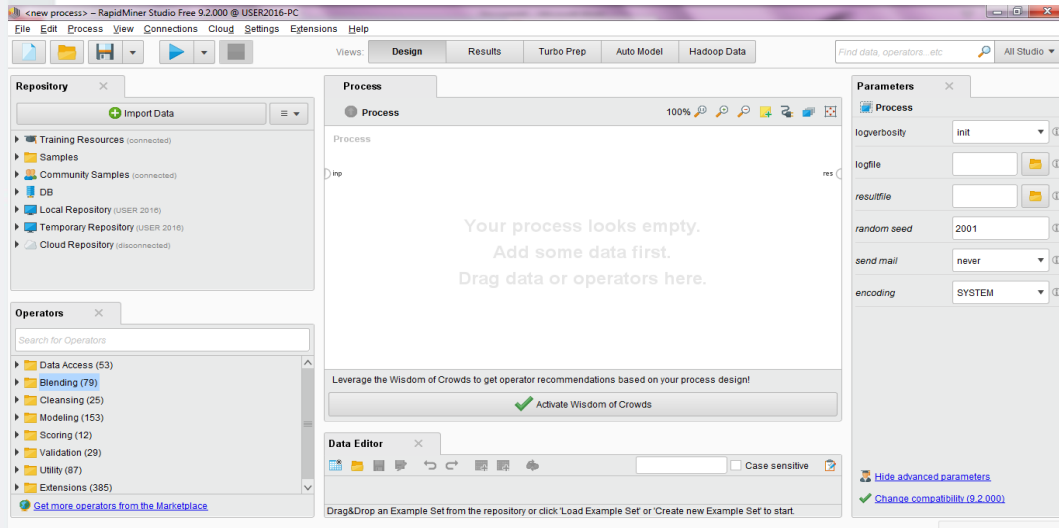 <new process> – RapidMiner Studio Free 9.2.000 @ USER2016-PC
File Edit Process View Connections Cloud Settings Extensions Help
Views: Design Results Turbo Prep Auto Model Hadoop Data
Find data, operators...etc All Studio
Repository
Import Data
Training Resources (connected)
Samples
Community Samples (connected)
DB
Local Repository (USER 2016)
Temporary Repository (USER 2016)
Cloud Repository (disconnected)
Operators
Search for Operators
Data Access (53)
Blending (79)
Cleansing (25)
Modeling (153)
Scoring (12)
Validation (29)
Utility (87)
Extensions (385)
Get more operators from the Marketplace
Process
Process
100%
Process
inp
res
Your process looks empty.
Add some data first.
Drag data or operators here.
Leverage the Wisdom of Crowds to get operator recommendations based on your process design!
Activate Wisdom of Crowds
Data Editor
Case sensitive
Drag&Drop an Example Set from the repository or click 'Load Example Set' or 'Create new Example Set' to start.
Parameters
Process
logverbosity init
logfile
resultfile
random seed 2001
send mail never
encoding SYSTEM
Hide advanced parameters
Change compatibility (9.2.000)